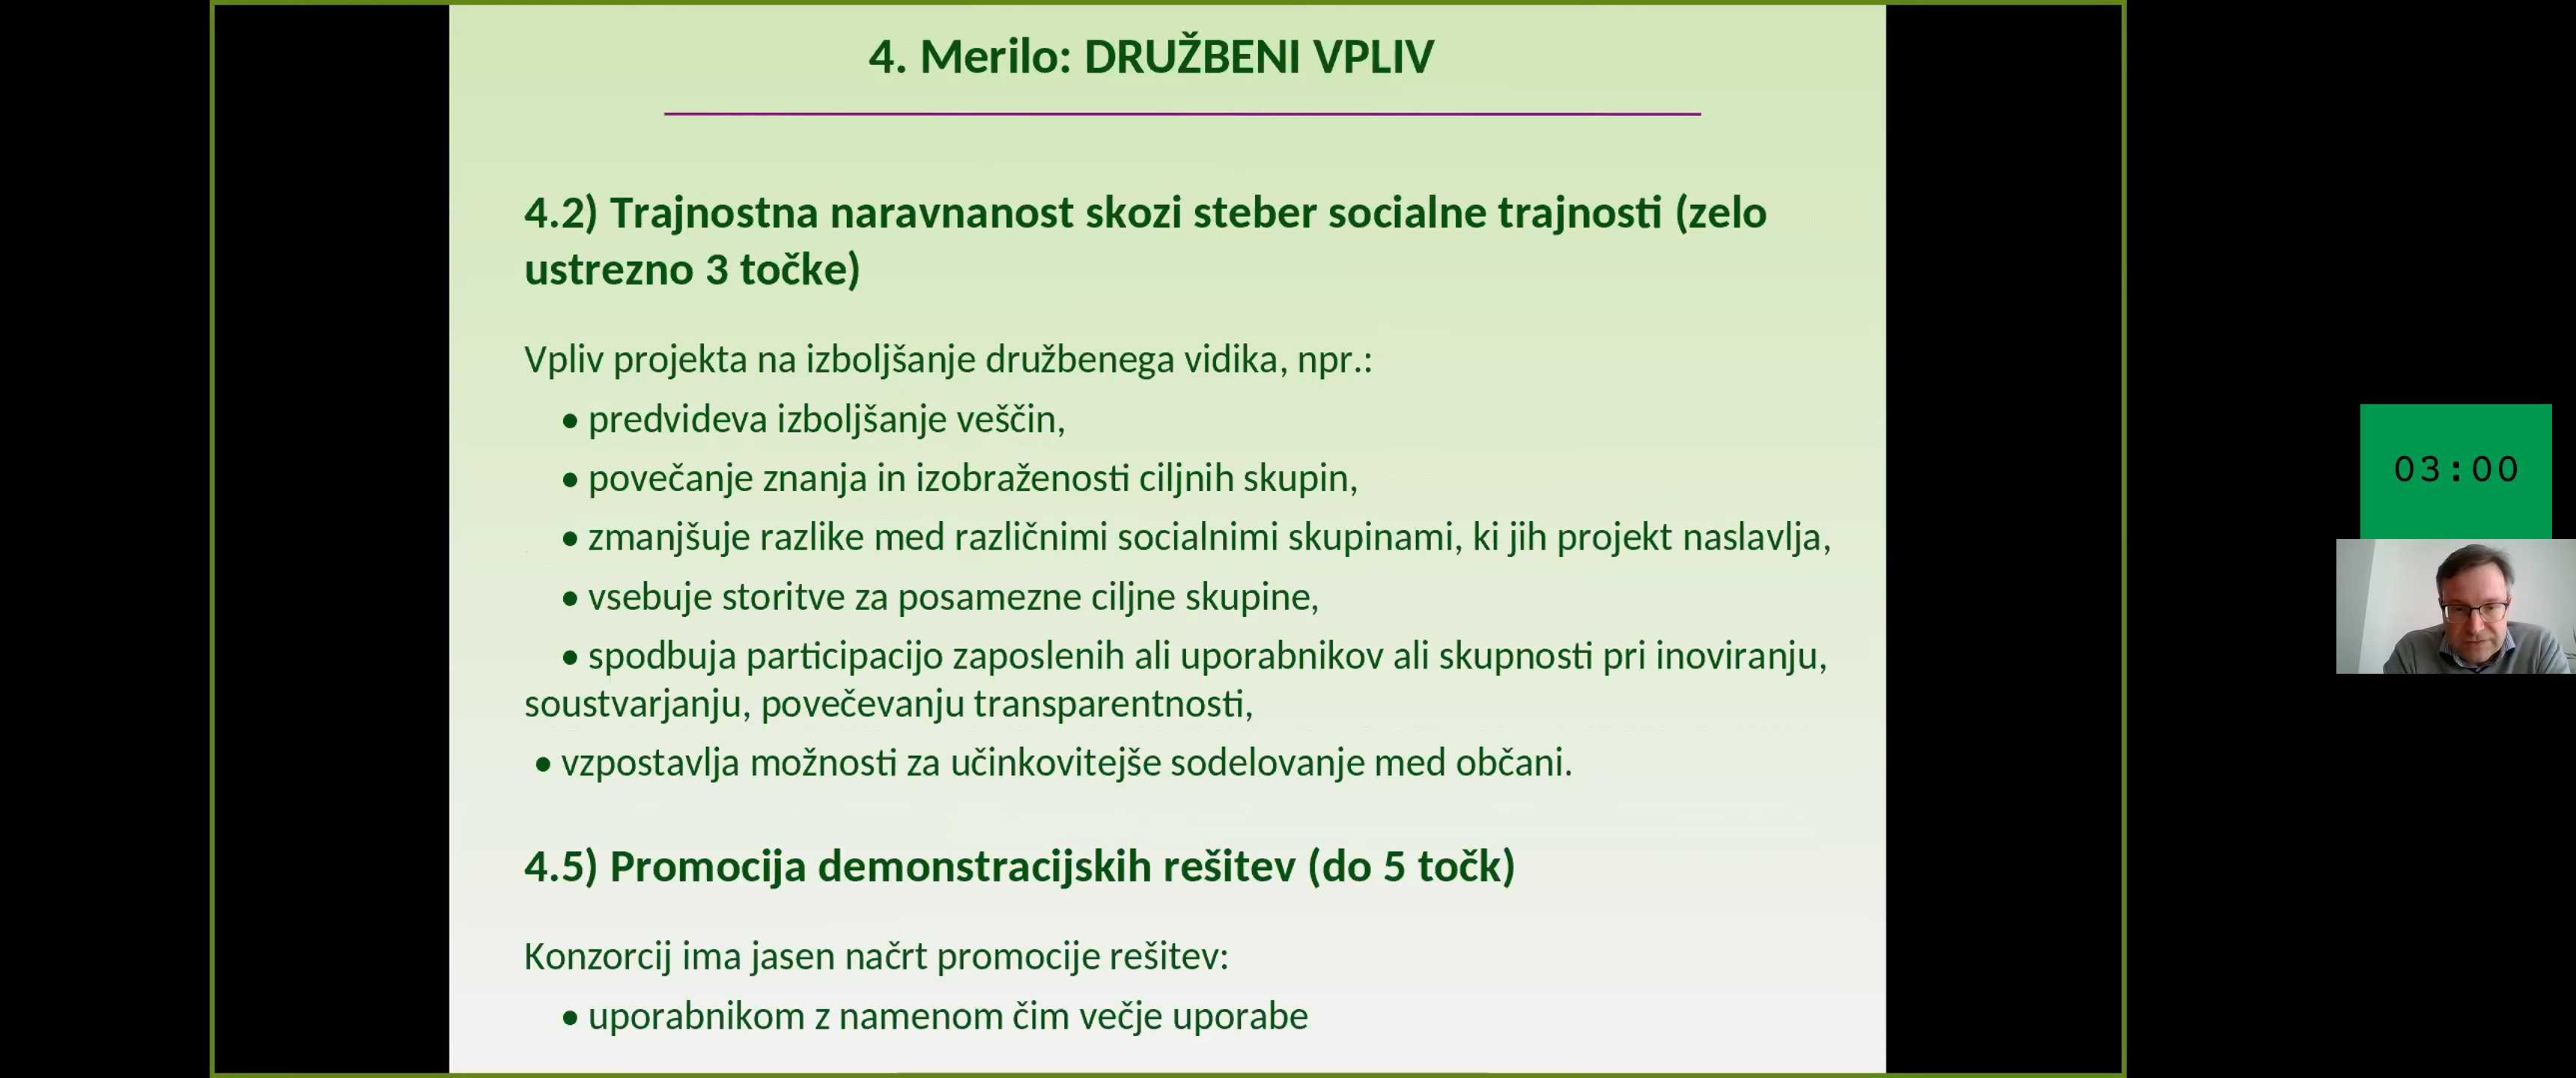 4. Merilo: DRUŽBENI VPLIV
4.2) Trajnostna naravnanost skozi steber socialne trajnosti (zelo
ustrezno 3 točke)
Vpliv projekta na izboljšanje družbenega vidika, npr.:
• predvideva izboljšanje veščin,
• povečanje znanja in izobraženosti ciljnih skupin,
• zmanjšuje razlike med različnimi socialnimi skupinami, ki jih projekt naslavlja,
• vsebuje storitve za posamezne ciljne skupine,
• spodbuja participacijo zaposlenih ali uporabnikov ali skupnosti pri inoviranju,
soustvarjanju, povečevanju transparentnosti,
• vzpostavlja možnosti za učinkovitejše sodelovanje med občani.
4.5) Promocija demonstracijskih rešitev (do 5 točk)
Konzorcij ima jasen načrt promocije rešitev:
• uporabnikom z namenom čim večje uporabe
03:00